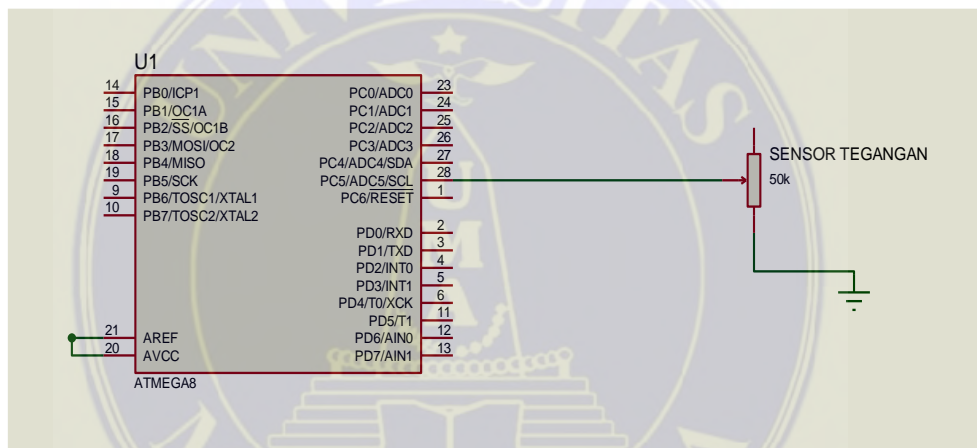 UNIVERSITAS
U1
14 PB0/ICP1 PC0/ADC0 23
15 PB1/OC1A PC1/ADC1 24
16 PB2/SS/OC1B PC2/ADC2 25
17 PB3/MOSI/OC2 PC3/ADC3 26
18 PB4/MISO PC4/ADC4/SDA 27
19 PB5/SCK PC5/ADC5/SCL 28
9 PB6/TOSC1/XTAL1 PC6/RESET 1
10 PB7/TOSC2/XTAL2
PD0/RXD 2
PD1/TXD 3
PD2/INT0 4
PD3/INT1 5
PD4/T0/XCK 6
PD5/T1 11
21 AREF PD6/AIN0 12
20 AVCC PD7/AIN1 13
ATMEGA8
SENSOR TEGANGAN
50k
UMA